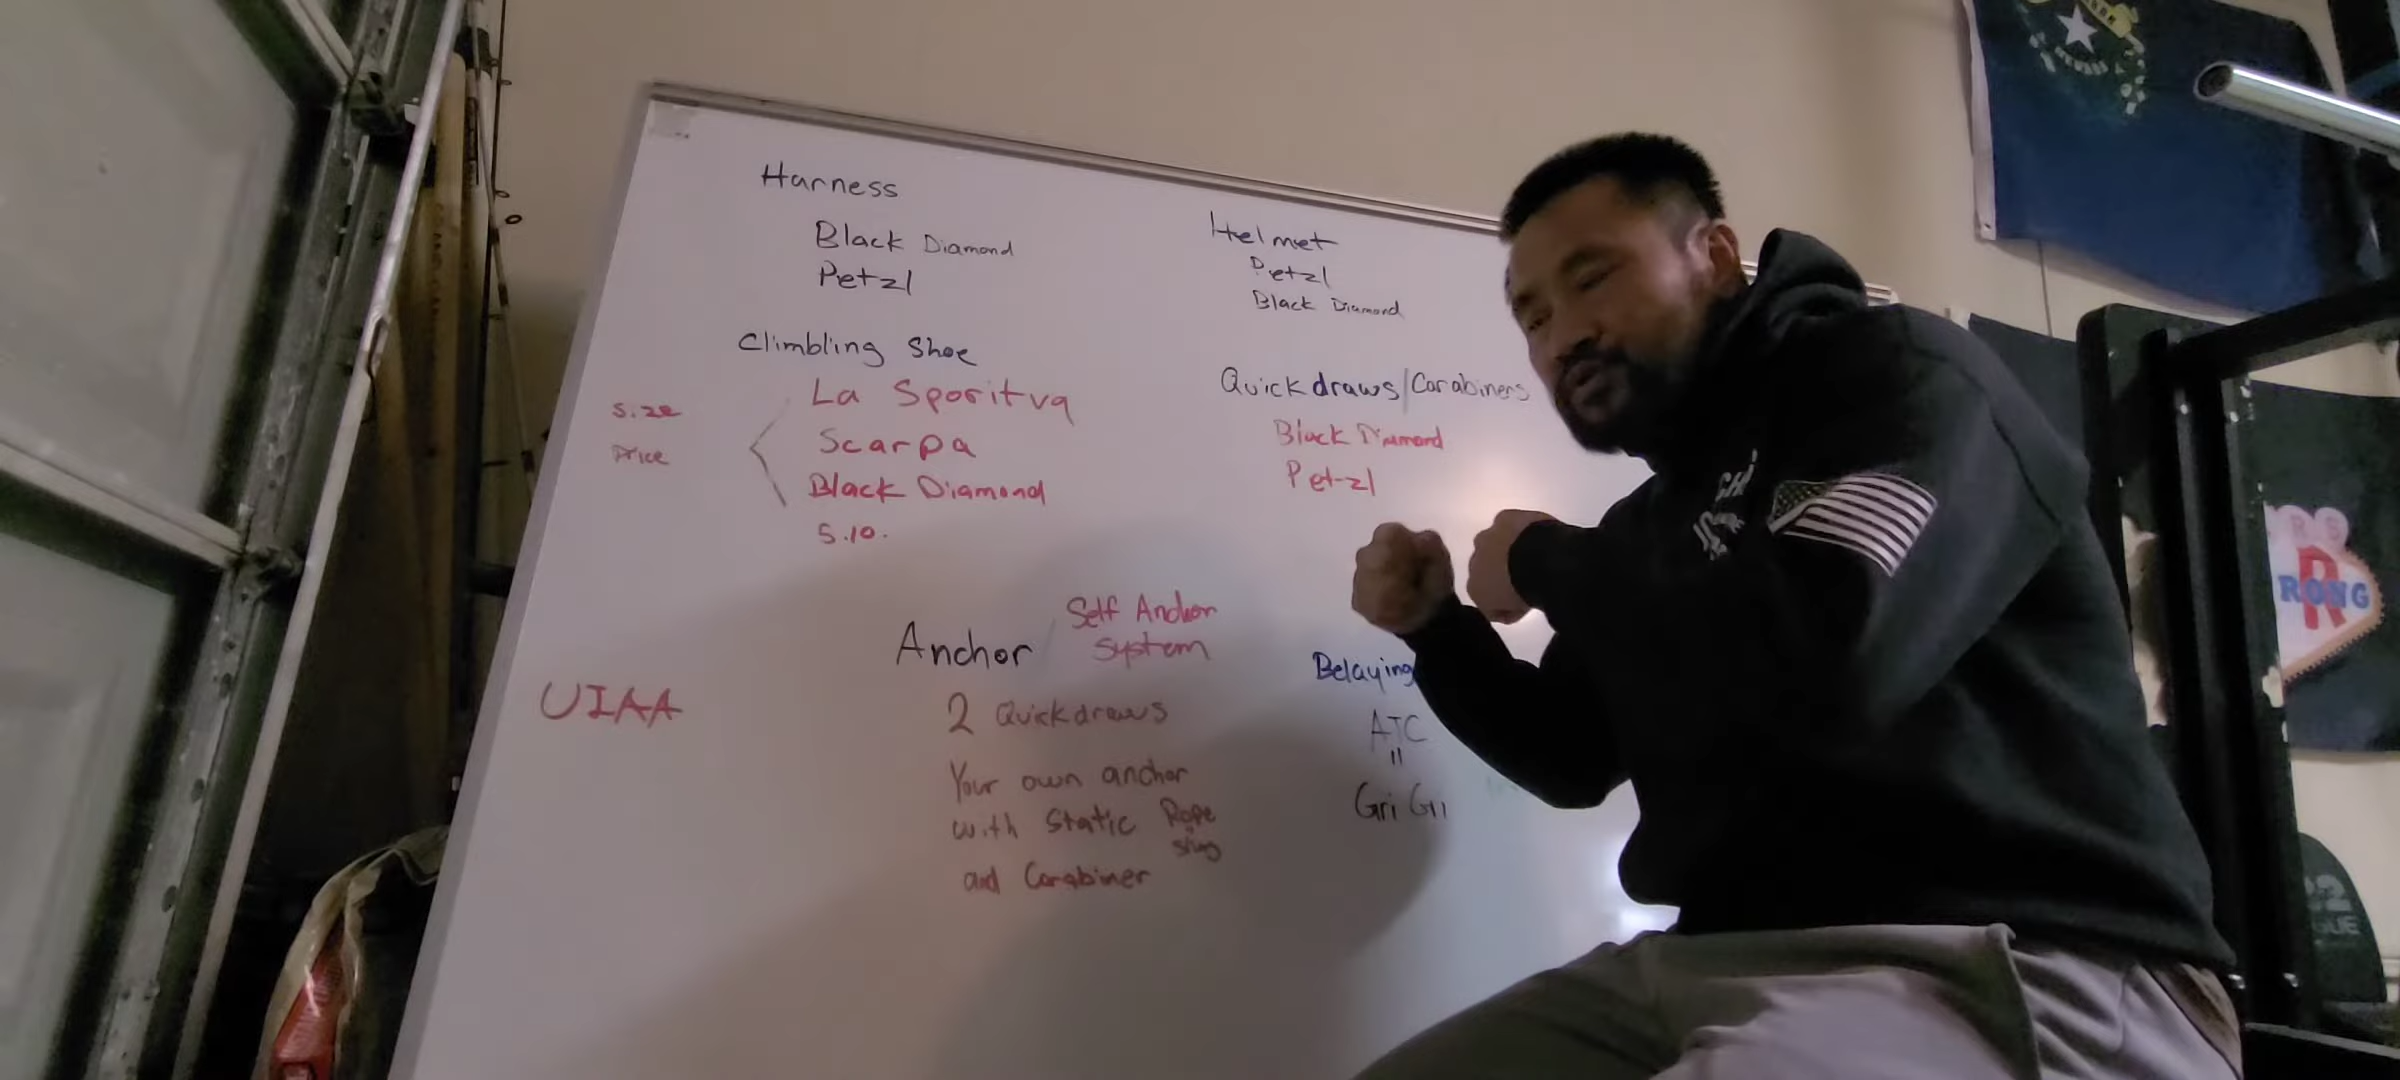 Harness
Black Diamond
Petzl
Climbling Shoe
Size
Price
La Sporitva
Scarpa
Black Diamond
5.10.
Helmet
Petzl
Black Diamond
Quickdraws/Carabiners
Black Diamond
Petzl
Anchor / Self Anchor
System
2 Quickdraws
Your own anchor
with Static Rope
sling
and Carabiner
UIAA
Belaying
ATC
Gri Gri
RS
R
RONG